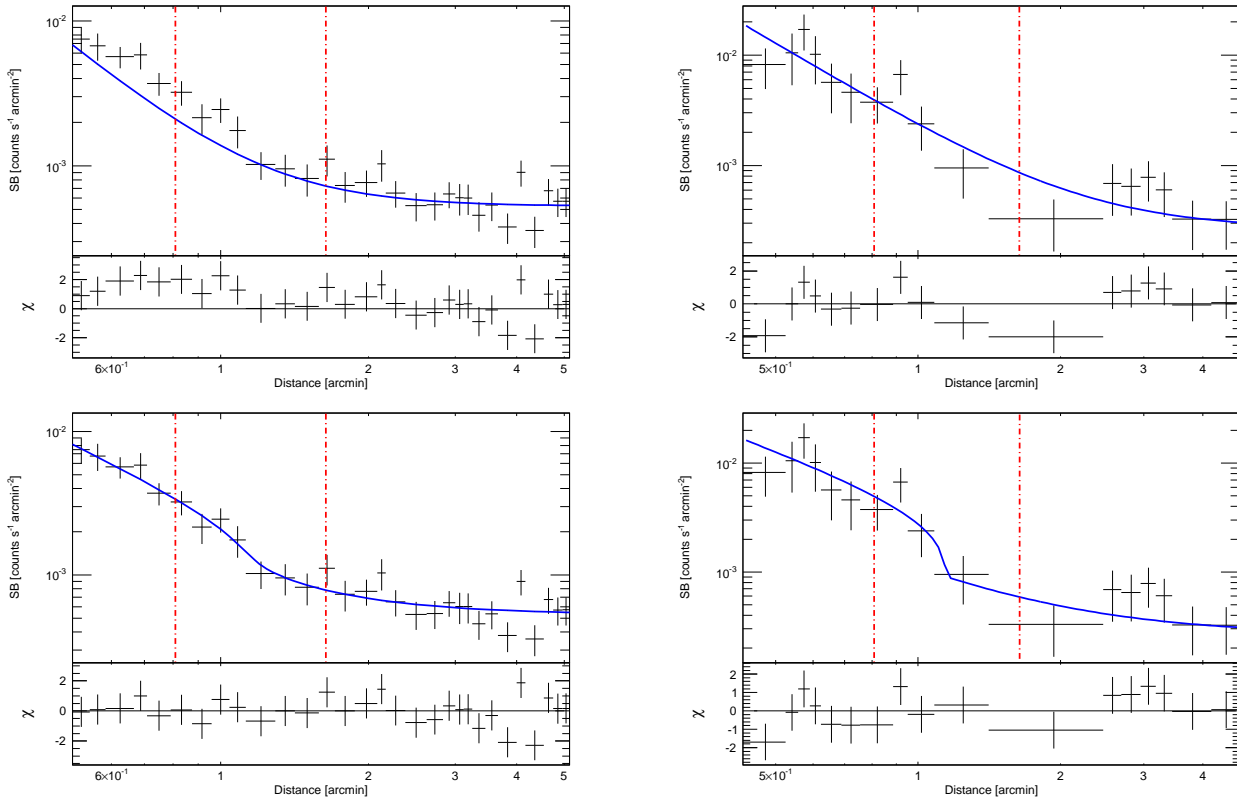 10⁻²
10⁻³
SB [counts s⁻¹ arcmin⁻²]
2
0
-2
χ
6×10⁻¹ 1 2 3 4 5
Distance [arcmin]
10⁻²
10⁻³
SB [counts s⁻¹ arcmin⁻²]
2
0
-2
χ
5×10⁻¹ 1 2 3 4
Distance [arcmin]
10⁻²
10⁻³
SB [counts s⁻¹ arcmin⁻²]
2
0
-2
χ
6×10⁻¹ 1 2 3 4 5
Distance [arcmin]
10⁻²
10⁻³
SB [counts s⁻¹ arcmin⁻²]
2
1
0
-1
-2
χ
5×10⁻¹ 1 2 3 4
Distance [arcmin]